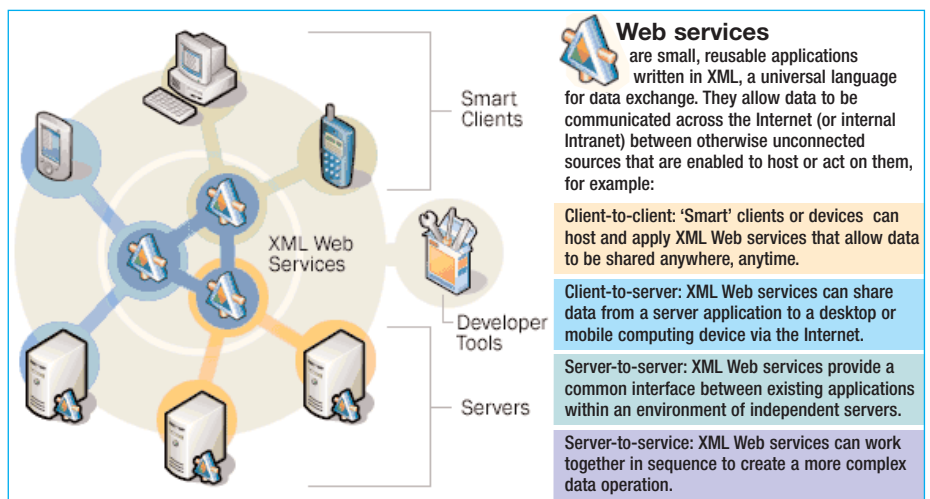 Smart
Clients
XML Web
Services
Developer
Tools
Servers
Web services
are small, reusable applications
written in XML, a universal language
for data exchange. They allow data to be
communicated across the Internet (or internal
Intranet) between otherwise unconnected
sources that are enabled to host or act on them,
for example:
Client-to-client: ‘Smart’ clients or devices can
host and apply XML Web services that allow data
to be shared anywhere, anytime.
Client-to-server: XML Web services can share
data from a server application to a desktop or
mobile computing device via the Internet.
Server-to-server: XML Web services provide a
common interface between existing applications
within an environment of independent servers.
Server-to-service: XML Web services can work
together in sequence to create a more complex
data operation.